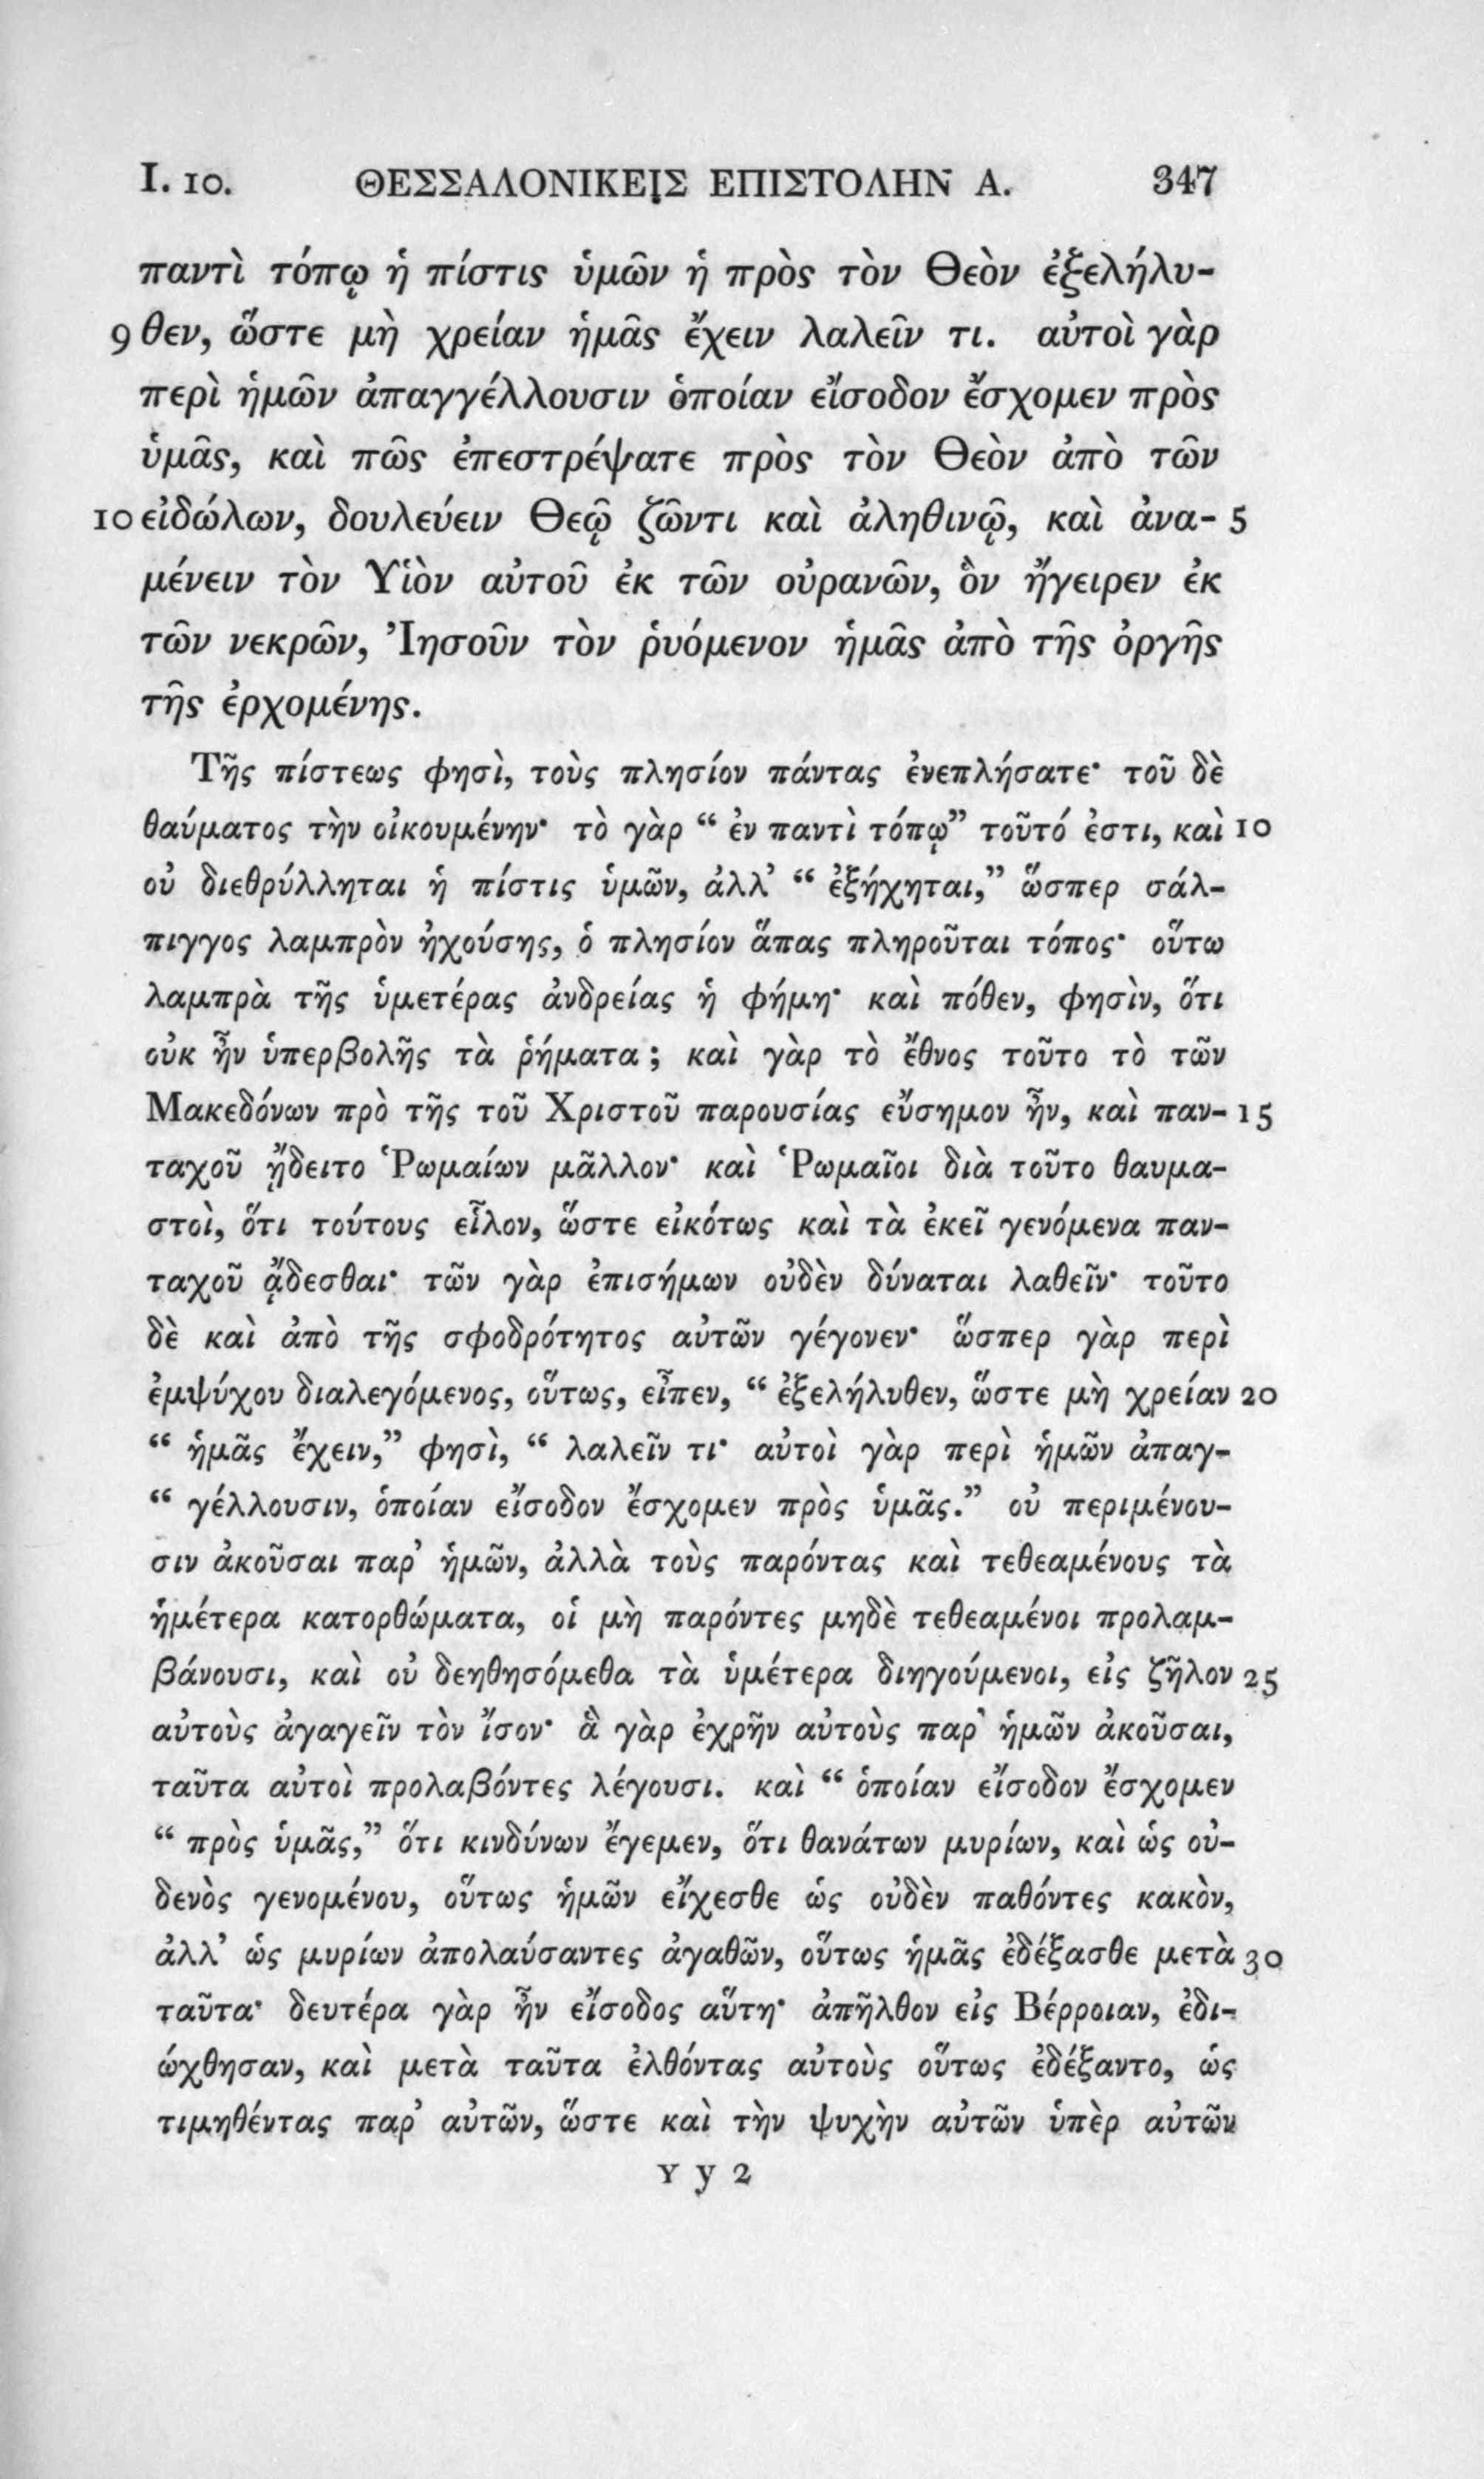 I. 10. ΘΕΣΣΑΛΟΝΙΚΕΙΣ ΕΠΙΣΤΟΛΗΝ Α. 347
παντὶ τόπῳ ἡ πίστις ὑμῶν ἡ πρὸς τὸν Θεὸν ἐξελήλυ-
9 θεν, ὥστε μὴ χρείαν ἡμᾶς ἔχειν λαλεῖν τι. αὐτοὶ γὰρ
περὶ ἡμῶν ἀπαγγέλλουσιν ὁποίαν εἴσοδον ἔσχομεν πρὸς
ὑμᾶς, καὶ πῶς ἐπεστρέψατε πρὸς τὸν Θεὸν ἀπὸ τῶν
10 εἰδώλων, δουλεύειν Θεῷ ζῶντι καὶ ἀληθινῷ, καὶ ἀνα- 5
μένειν τὸν Υἱὸν αὐτοῦ ἐκ τῶν οὐρανῶν, ὃν ἤγειρεν ἐκ
τῶν νεκρῶν, Ἰησοῦν τὸν ῥυόμενον ἡμᾶς ἀπὸ τῆς ὀργῆς
τῆς ἐρχομένης.
Τῆς πίστεως φησὶ, τοὺς πλησίον πάντας ἐνεπλήσατε· τοῦ δὲ
θαύματος τὴν οἰκουμένην· τὸ γὰρ “ ἐν παντὶ τόπῳ” τοῦτό ἐστι, καὶ 10
οὐ διεθρύλληται ἡ πίστις ὑμῶν, ἀλλ’ “ ἐξήχηται,” ὥσπερ σάλ-
πιγγος λαμπρὸν ἠχούσης, ὁ πλησίον ἅπας πληροῦται τόπος· οὕτω
λαμπρὰ τῆς ὑμετέρας ἀνδρείας ἡ φήμη· καὶ πόθεν, φησὶν, ὅτι
οὐκ ἦν ὑπερβολῆς τὰ ῥήματα ; καὶ γὰρ τὸ ἔθνος τοῦτο τὸ τῶν
Μακεδόνων πρὸ τῆς τοῦ Χριστοῦ παρουσίας εὔσημον ἦν, καὶ παν- 15
ταχοῦ ᾔδειτο Ῥωμαίων μᾶλλον· καὶ Ῥωμαῖοι διὰ τοῦτο θαυμα-
στοὶ, ὅτι τούτους εἷλον, ὥστε εἰκότως καὶ τὰ ἐκεῖ γενόμενα παν-
ταχοῦ ᾄδεσθαι· τῶν γὰρ ἐπισήμων οὐδὲν δύναται λαθεῖν· τοῦτο
δὲ καὶ ἀπὸ τῆς σφοδρότητος αὐτῶν γέγονεν· ὥσπερ γὰρ περὶ
ἐμψύχου διαλεγόμενος, οὕτως, εἶπεν, “ ἐξελήλυθεν, ὥστε μὴ χρείαν 20
“ ἡμᾶς ἔχειν,” φησὶ, “ λαλεῖν τι· αὐτοὶ γὰρ περὶ ἡμῶν ἀπαγ-
“ γέλλουσιν, ὁποίαν εἴσοδον ἔσχομεν πρὸς ὑμᾶς.” οὐ περιμένου-
σιν ἀκοῦσαι παρ’ ἡμῶν, ἀλλὰ τοὺς παρόντας καὶ τεθεαμένους τὰ
ἡμέτερα κατορθώματα, οἱ μὴ παρόντες μηδὲ τεθεαμένοι προλαμ-
βάνουσι, καὶ οὐ δεηθησόμεθα τὰ ὑμέτερα διηγούμενοι, εἰς ζῆλον 25
αὐτοὺς ἀγαγεῖν τὸν ἴσον· ἃ γὰρ ἐχρῆν αὐτοὺς παρ’ ἡμῶν ἀκοῦσαι,
ταῦτα αὐτοὶ προλαβόντες λέγουσι. καὶ “ ὁποίαν εἴσοδον ἔσχομεν
“ πρὸς ὑμᾶς,” ὅτι κινδύνων ἔγεμεν, ὅτι θανάτων μυρίων, καὶ ὡς οὐ-
δενὸς γενομένου, οὕτως ἡμῶν εἴχεσθε ὡς οὐδὲν παθόντες κακὸν,
ἀλλ’ ὡς μυρίων ἀπολαύσαντες ἀγαθῶν, οὕτως ἡμᾶς ἐδέξασθε μετὰ 30
ταῦτα· δευτέρα γὰρ ἦν εἴσοδος αὕτη· ἀπῆλθον εἰς Βέρροιαν, ἐδι-
ώχθησαν, καὶ μετὰ ταῦτα ἐλθόντας αὐτοὺς οὕτως ἐδέξαντο, ὡς
τιμηθέντας παρ’ αὐτῶν, ὥστε καὶ τὴν ψυχὴν αὐτῶν ὑπὲρ αὐτῶν
Y y 2